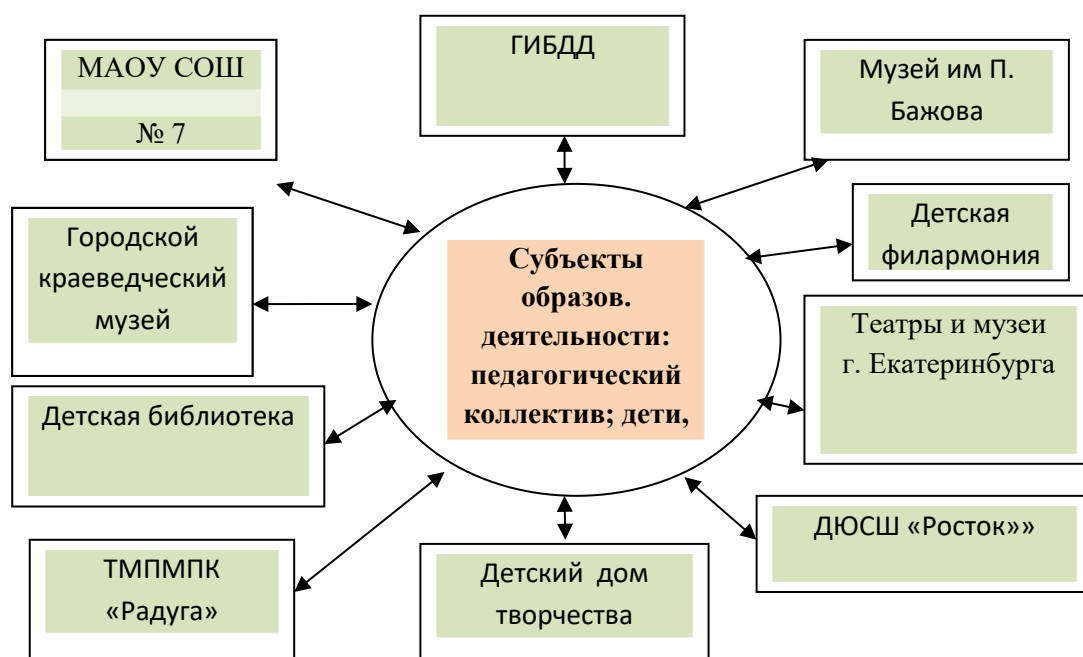 МАОУ СОШ
№ 7
ГИБДД
Музей им П.
Бажова
Городской
краеведческий
музей
Субъекты
образов.
деятельности:
педагогический
коллектив; дети,
Детская
филармония
Театры и музеи
г. Екатеринбурга
Детская библиотека
ТМПМПК
«Радуга»
Детский дом
творчества
ДЮСШ «Росток»»